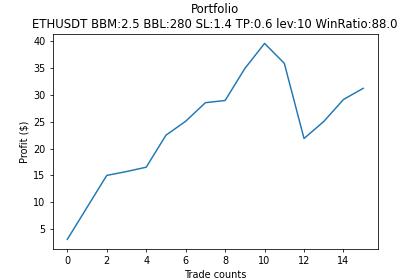 Portfolio
ETHUSDT BBM:2.5 BBL:280 SL:1.4 TP:0.6 lev:10 WinRatio:88.0
40
35
30
25
20
15
10
5
Profit ($)
0 2 4 6 8 10 12 14
Trade counts